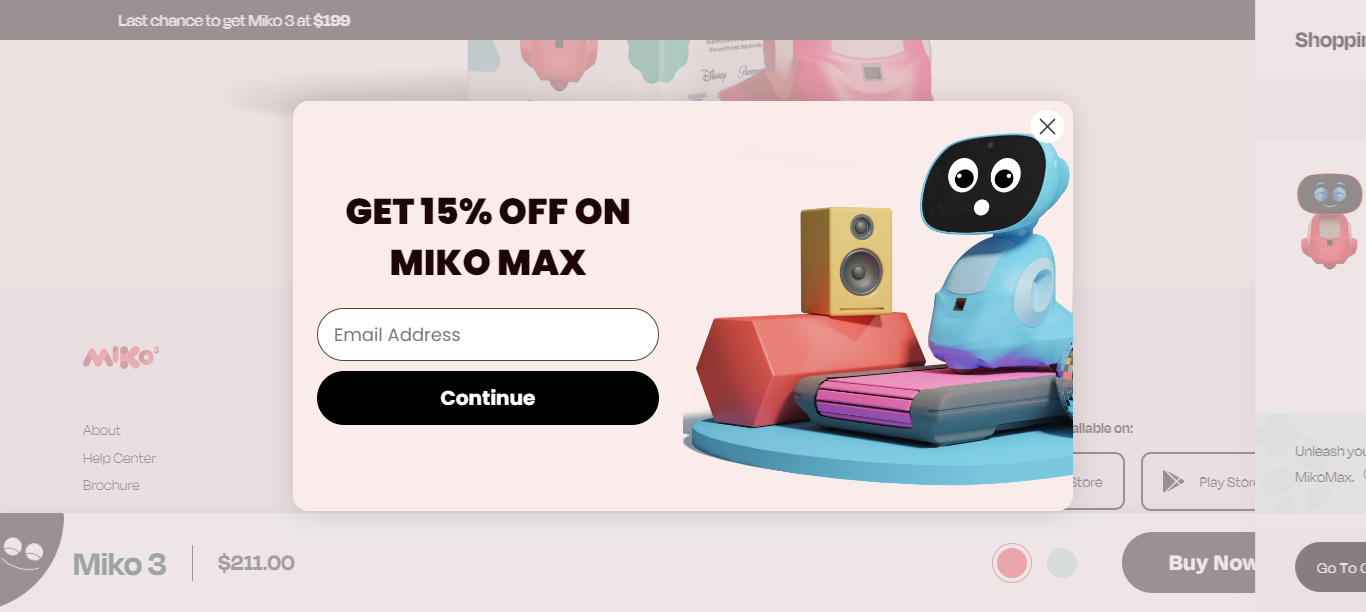 Last chance to get Miko 3 at $199
Disney
GET 15% OFF ON
MIKO MAX
Email Address
Continue
MIKO3
About
Help Center
Brochure
ailable on:
Store
Play Store
Miko 3
$211.00
Buy Now
Shoppin
Unleash you
MikoMax.
Go To C